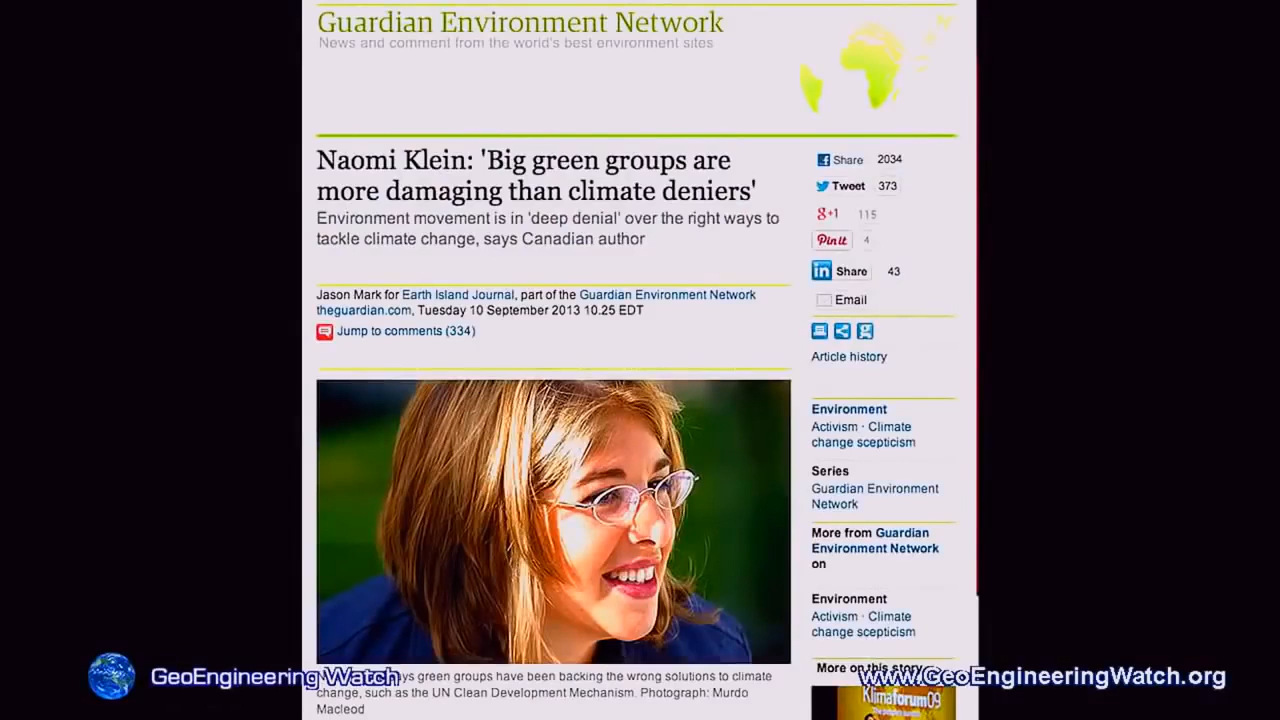 Guardian Environment Network
News and comment from the world's best environment sites
Naomi Klein: 'Big green groups are
more damaging than climate deniers'
Environment movement is in 'deep denial' over the right ways to
tackle climate change, says Canadian author
Jason Mark for Earth Island Journal, part of the Guardian Environment Network
theguardian.com, Tuesday 10 September 2013 10.25 EDT
Jump to comments (334)
ys green groups have been backing the wrong solutions to climate
change, such as the UN Clean Development Mechanism. Photograph: Murdo
Macleod
Share 2034
Tweet 373
g+1 115
Pin it 4
in Share 43
Email
Article history
Environment
Activism · Climate
change scepticism
Series
Guardian Environment
Network
More from Guardian
Environment Network
on
Environment
Activism · Climate
change scepticism
More on this story
Klimaforum09
GeoEngineering Watch
www.GeoEngineeringWatch.org